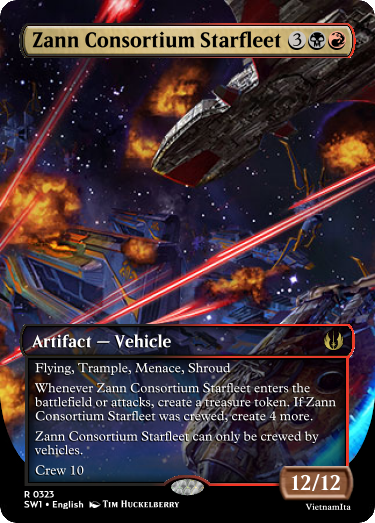 Zann Consortium Starfleet 3
Artifact — Vehicle
Flying, Trample, Menace, Shroud
Whenever Zann Consortium Starfleet enters the
battlefield or attacks, create a treasure token. If Zann
Consortium Starfleet was crewed, create 4 more.
Zann Consortium Starfleet can only be crewed by
vehicles.
Crew 10
12/12
R 0323
SW1 • English Tim Huckelberry
VietnamIta